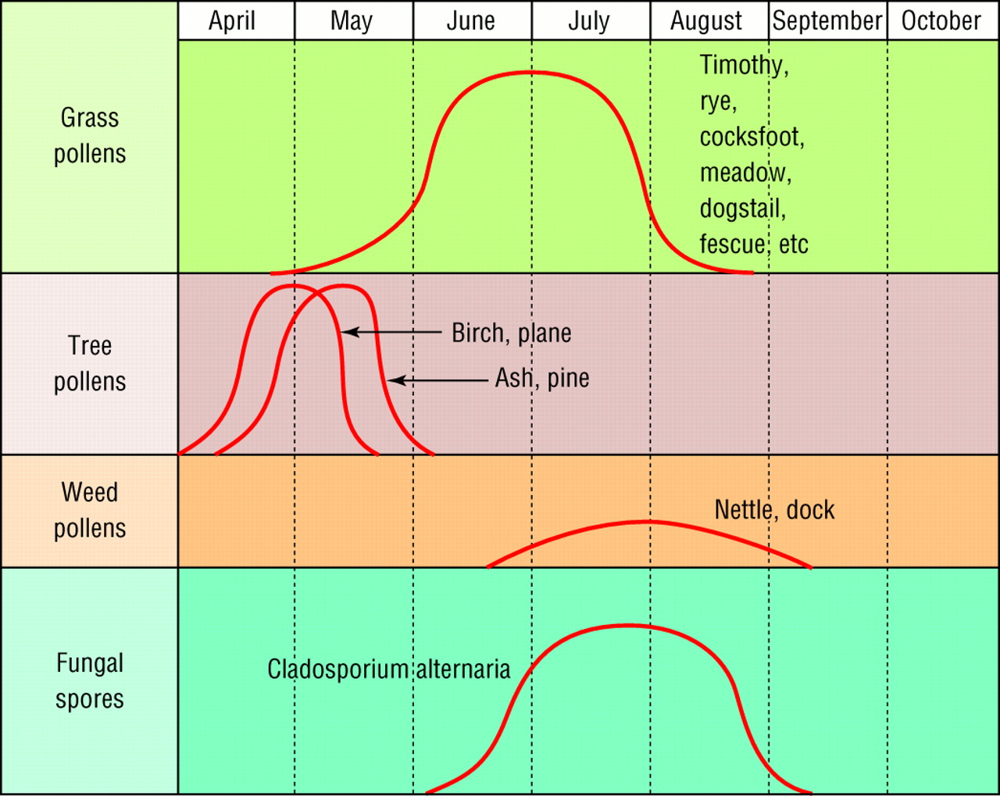 April May June July August September October
Grass
pollens
Timothy,
rye,
cocksfoot,
meadow,
dogstail,
fescue, etc
Tree
pollens
Birch, plane
Ash, pine
Weed
pollens
Nettle, dock
Fungal
spores
Cladosporium alternaria